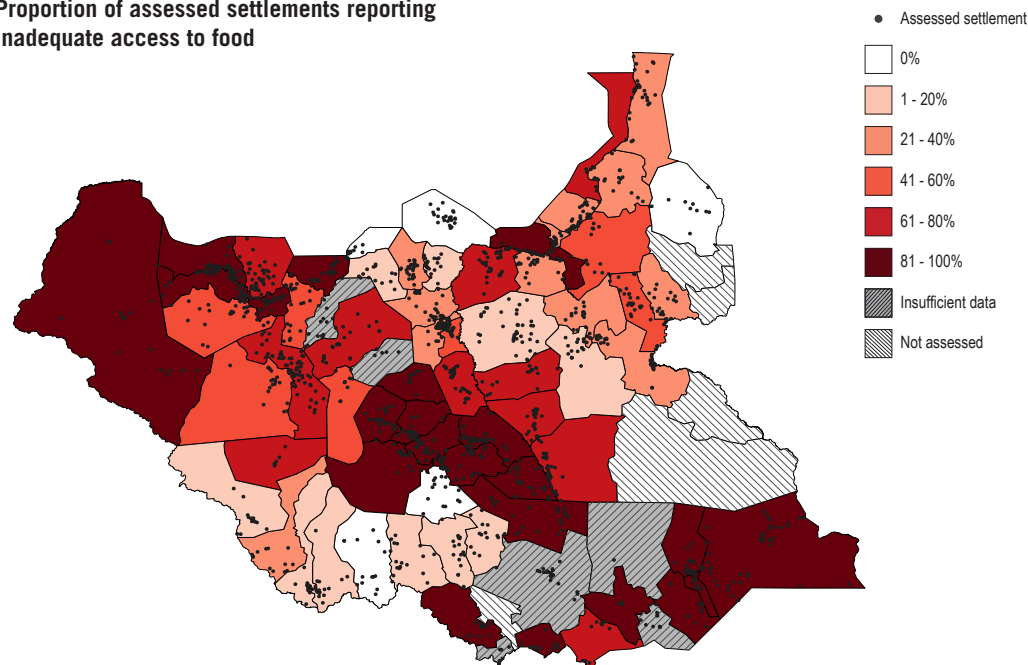 Proportion of assessed settlements reporting
inadequate access to food
Assessed settlement
0%
1 - 20%
21 - 40%
41 - 60%
61 - 80%
81 - 100%
Insufficient data
Not assessed